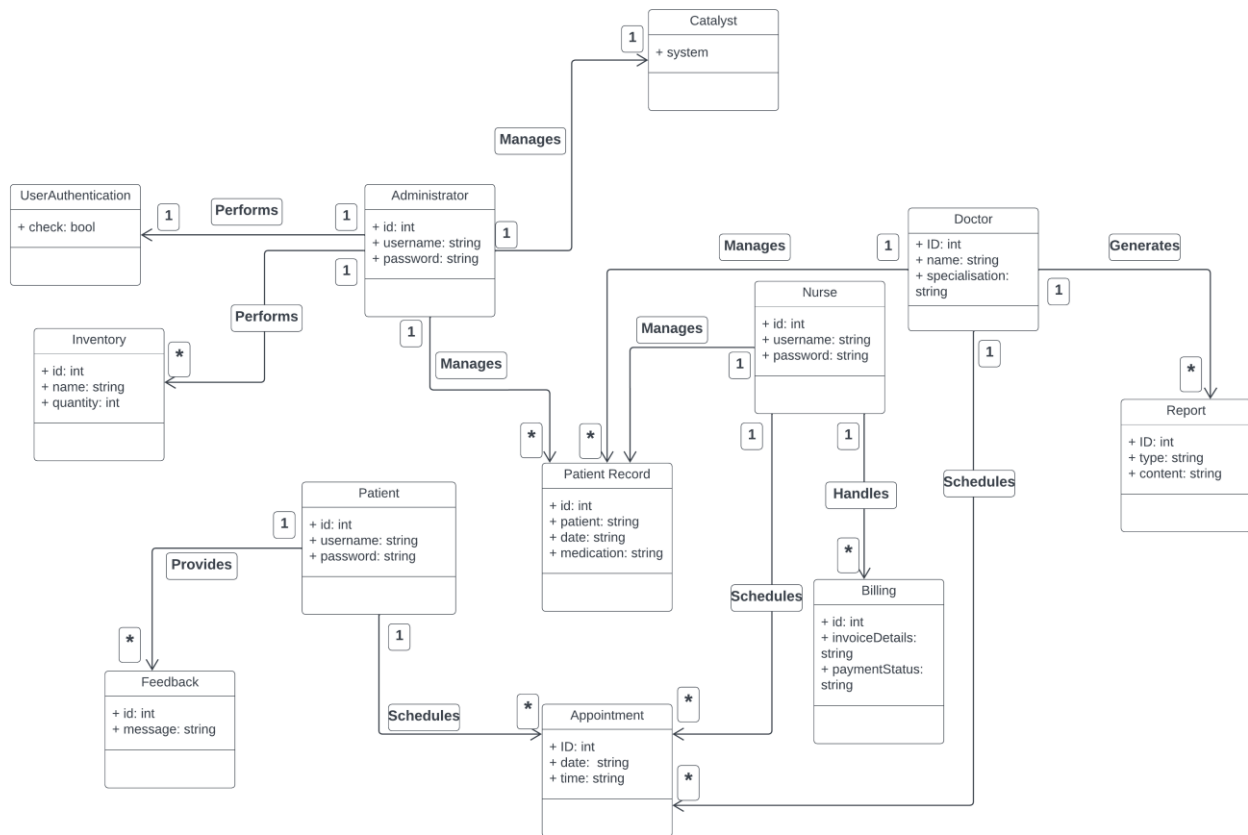 Catalyst
1
+ system
Manages
UserAuthentication
+ check: bool
1
Performs
1
Administrator
+ id: int
+ username: string
+ password: string
1
1
Performs
Inventory
+ id: int
+ name: string
+ quantity: int
*
1
Manages
*
Doctor
+ ID: int
+ name: string
+ specialisation:
string
Manages
1
*
Generates
1
*
Nurse
+ id: int
+ username: string
+ password: string
Manages
1
1
1
1
Report
+ ID: int
+ type: string
+ content: string
Patient Record
+ id: int
+ patient: string
+ date: string
+ medication: string
Handles
Schedules
*
Patient
+ id: int
+ username: string
+ password: string
1
Provides
*
Schedules
Billing
+ id: int
+ invoiceDetails:
string
+ paymentStatus:
string
1
Feedback
+ id: int
+ message: string
Schedules
*
Appointment
+ ID: int
+ date:  string
+ time: string
*
*